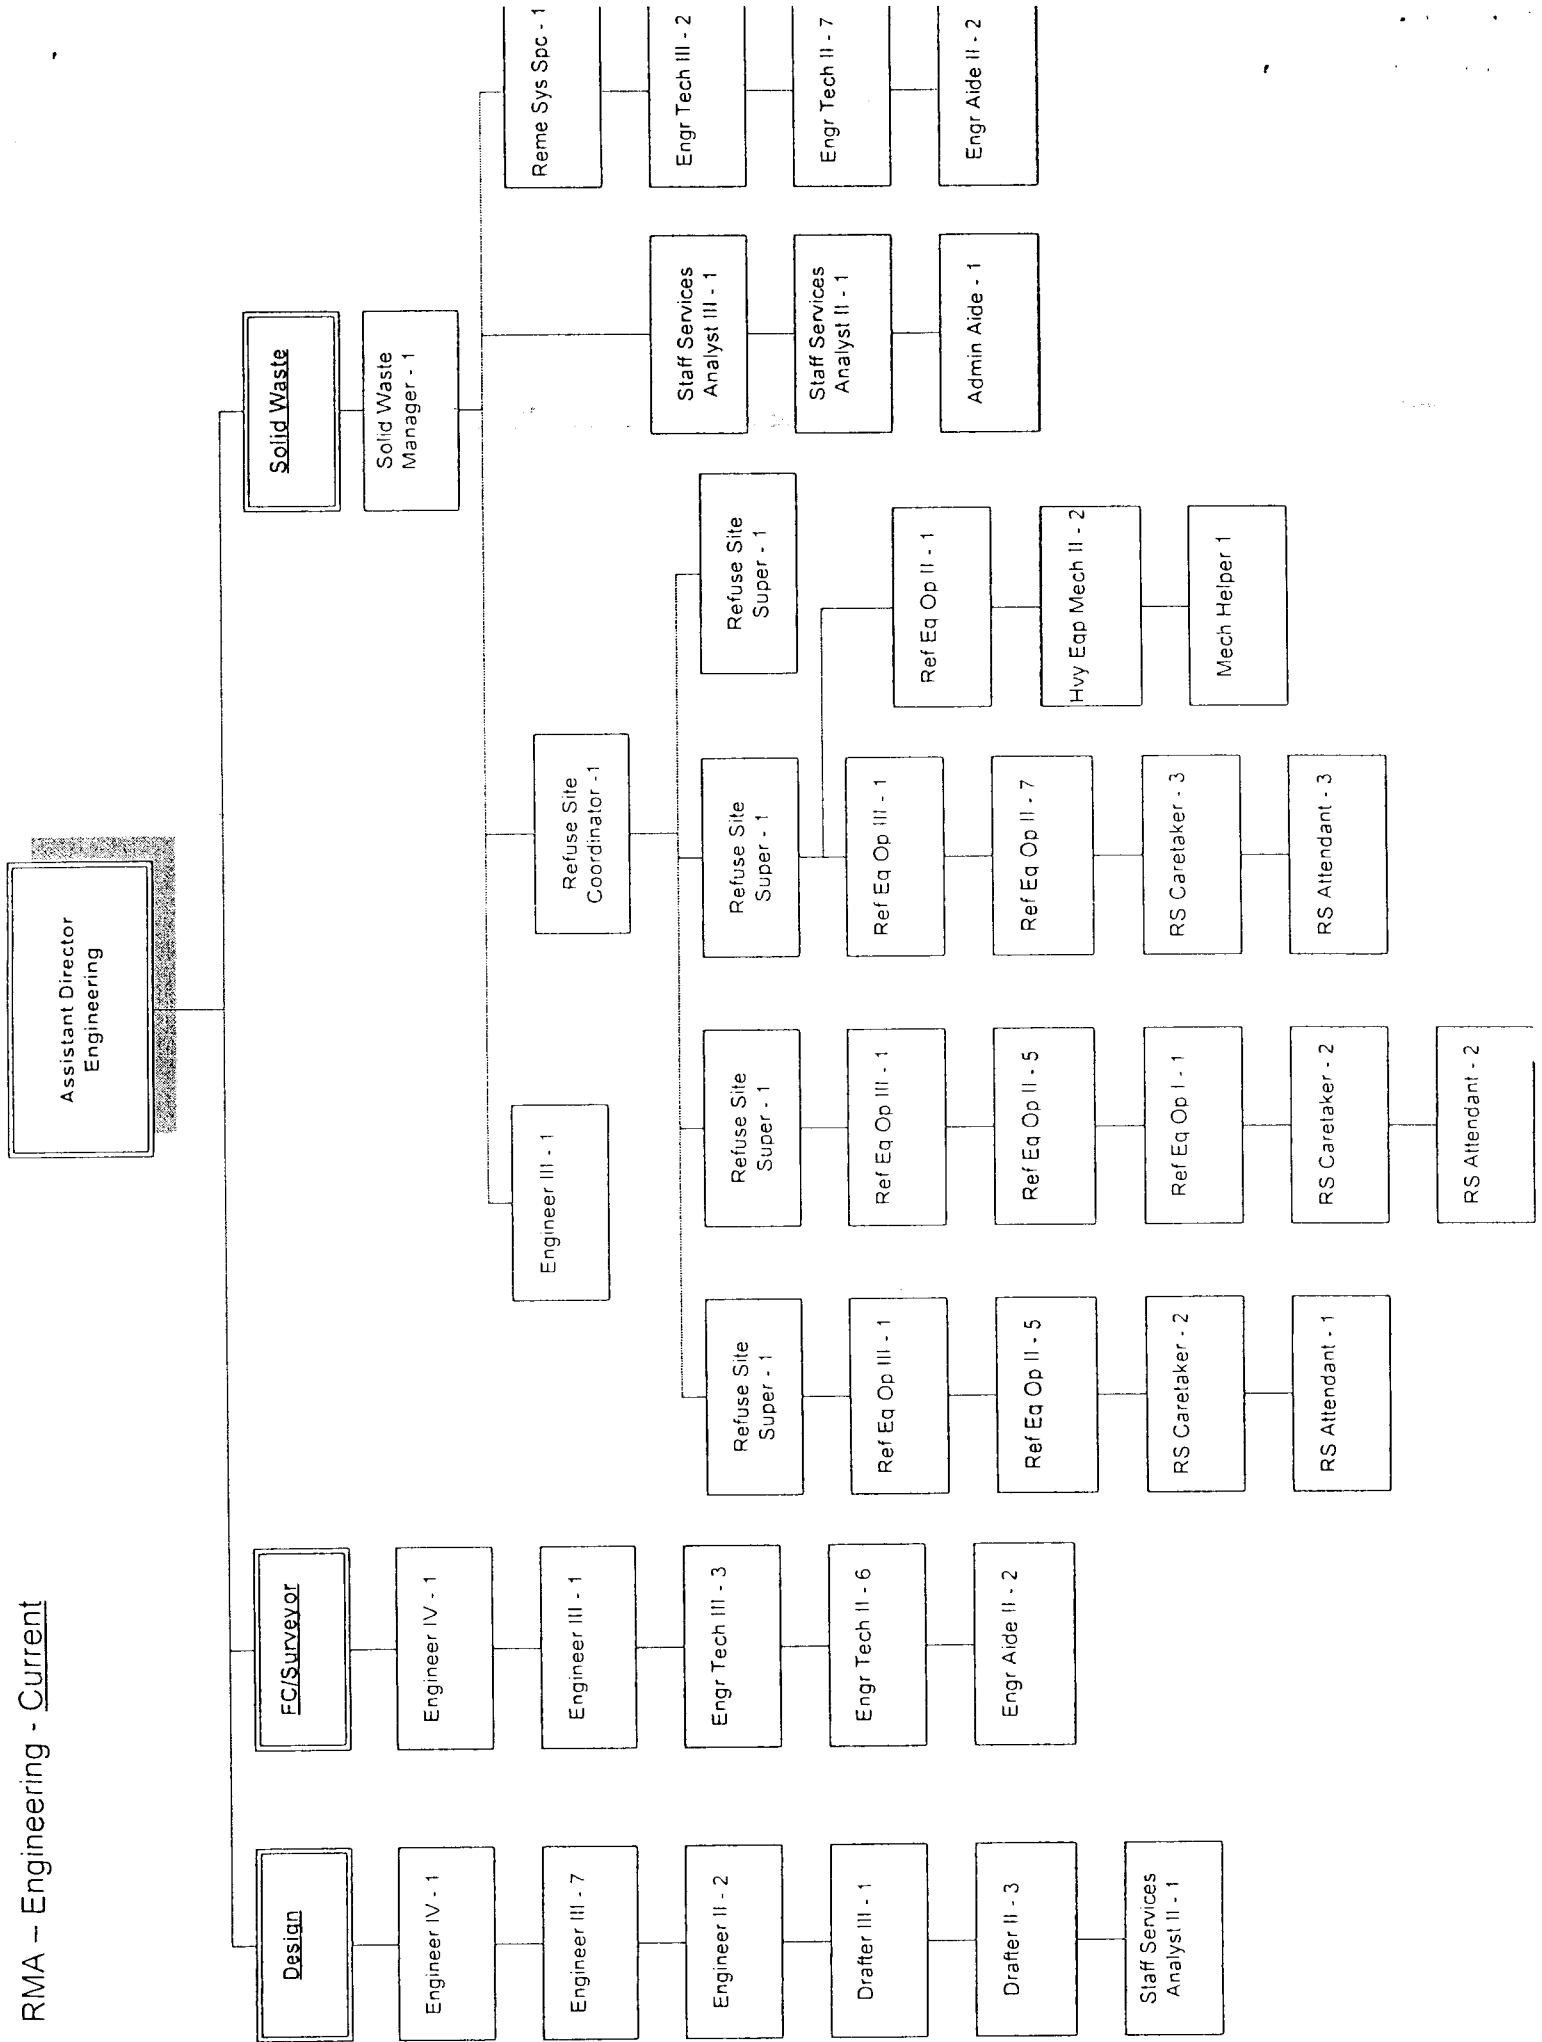 RMA – Engineering - Current
Assistant Director
Engineering
Design
Engineer IV - 1
Engineer III - 7
Engineer II - 2
Drafter III - 1
Drafter II - 3
Staff Services
Analyst II - 1
FC/Surveyor
Engineer IV - 1
Engineer III - 1
Engr Tech III - 3
Engr Tech II - 6
Engr Aide II - 2
Solid Waste
Solid Waste
Manager - 1
Engineer III - 1
Refuse Site
Coordinator -1
Refuse Site
Super - 1
Ref Eq Op III - 1
Ref Eq Op II - 5
RS Caretaker - 2
RS Attendant - 1
Refuse Site
Super - 1
Ref Eq Op III - 1
Ref Eq Op II - 5
Ref Eq Op I - 1
RS Caretaker - 2
RS Attendant - 2
Refuse Site
Super - 1
Ref Eq Op III - 1
Ref Eq Op II - 7
RS Caretaker - 3
RS Attendant - 3
Ref Eq Op II - 1
Hvy Eqp Mech II - 2
Mech Helper 1
Refuse Site
Super - 1
Staff Services
Analyst III - 1
Staff Services
Analyst II - 1
Admin Aide - 1
Reme Sys Spc - 1
Engr Tech III - 2
Engr Tech II - 7
Engr Aide II - 2